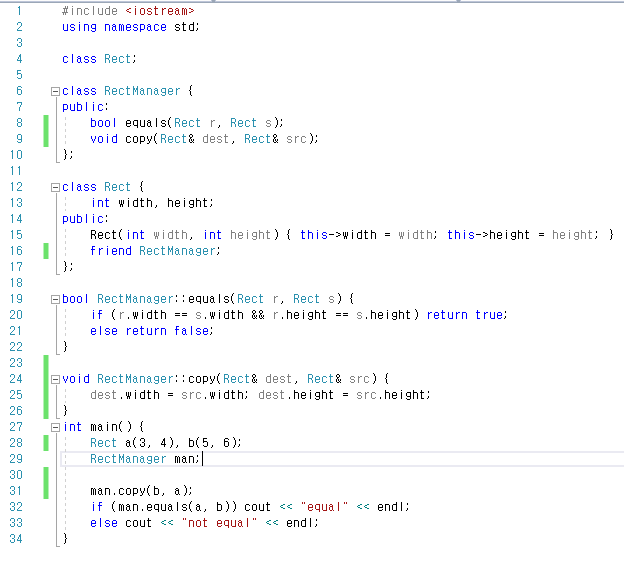 1 #include <iostream>
2 using namespace std;
3
4 class Rect;
5
6 class RectManager {
7 public:
8 bool equals(Rect r, Rect s);
9 void copy(Rect& dest, Rect& src);
10 };
11
12 class Rect {
13 int width, height;
14 public:
15 Rect(int width, int height) { this->width = width; this->height = height; }
16 friend RectManager;
17 };
18
19 bool RectManager::equals(Rect r, Rect s) {
20 if (r.width == s.width && r.height == s.height) return true;
21 else return false;
22 }
23
24 void RectManager::copy(Rect& dest, Rect& src) {
25 dest.width = src.width; dest.height = src.height;
26 }
27 int main() {
28 Rect a(3, 4), b(5, 6);
29 RectManager man;
30
31 man.copy(b, a);
32 if (man.equals(a, b)) cout << "equal" << endl;
33 else cout << "not equal" << endl;
34 }